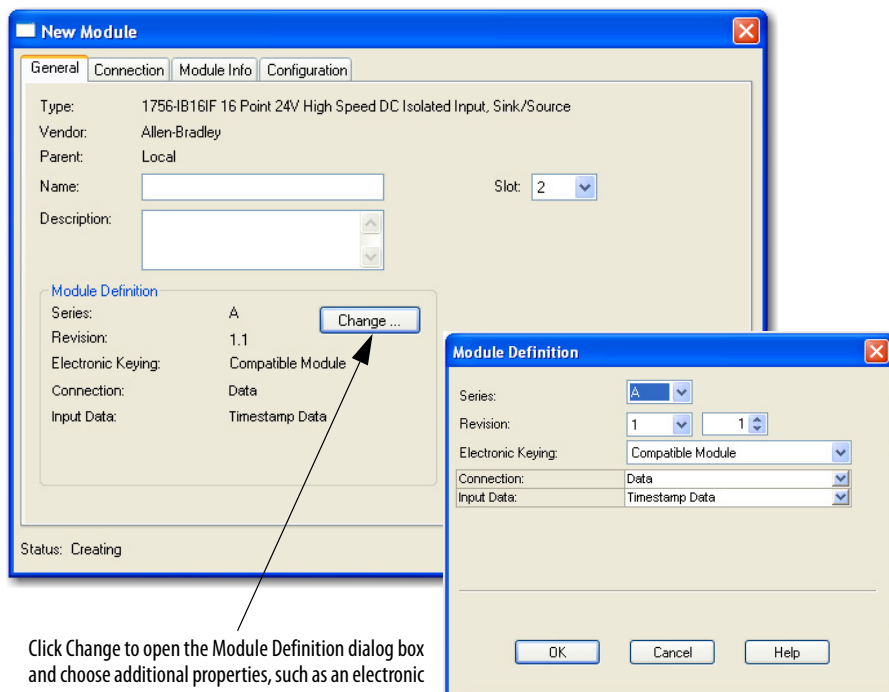 New Module
General Connection Module Info Configuration
Type: 1756-IB16IF 16 Point 24V High Speed DC Isolated Input, Sink/Source
Vendor: Allen-Bradley
Parent: Local
Name: Slot: 2
Description:
Module Definition
Series: A Change ...
Revision: 1.1
Electronic Keying: Compatible Module
Connection: Data
Input Data: Timestamp Data
Status: Creating
Module Definition
Series: A
Revision: 1 1
Electronic Keying: Compatible Module
Connection: Data
Input Data: Timestamp Data
OK Cancel Help
Click Change to open the Module Definition dialog box
and choose additional properties, such as an electronic